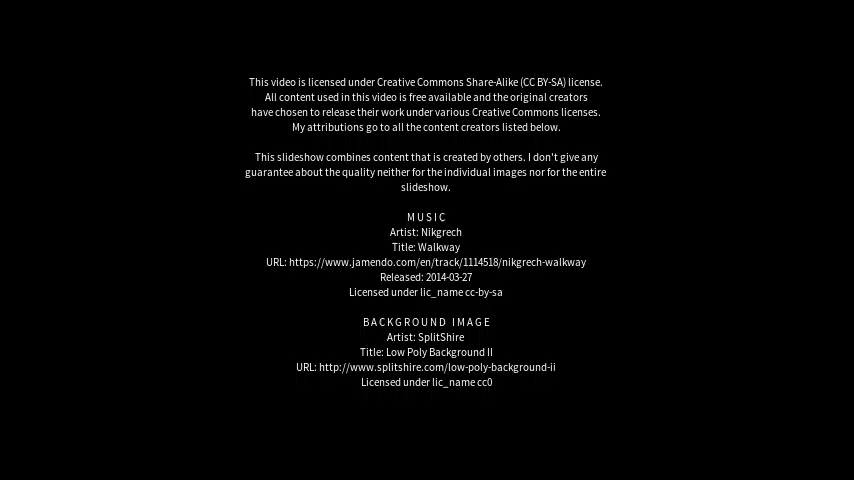 This video is licensed under Creative Commons Share-Alike (CC BY-SA) license.
All content used in this video is free available and the original creators
have chosen to release their work under various Creative Commons licenses.
My attributions go to all the content creators listed below.
This slideshow combines content that is created by others. I don't give any
guarantee about the quality neither for the individual images nor for the entire
slideshow.
MUSIC
Artist: Nikgrech
Title: Walkway
URL: https://www.jamendo.com/en/track/1114518/nikgrech-walkway
Released: 2014-03-27
Licensed under lic_name cc-by-sa
BACKGROUND IMAGE
Artist: SplitShire
Title: Low Poly Background II
URL: http://www.splitshire.com/low-poly-background-ii
Licensed under lic_name cc0